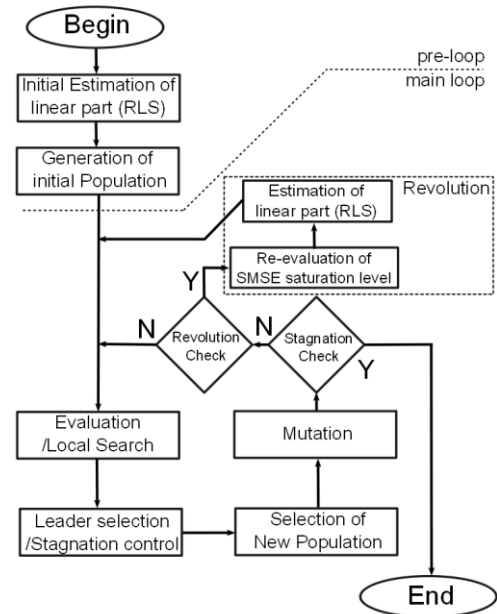 Begin
pre-loop
main loop
Initial Estimation of
linear part (RLS)
Generation of
initial Population
Revolution
Estimation of
linear part (RLS)
Re-evaluation of
SMSE saturation level
Y
N
Revolution
Check
N
Stagnation
Check
Y
Evaluation
/Local Search
Mutation
Leader selection
/Stagnation control
Selection of
New Population
End